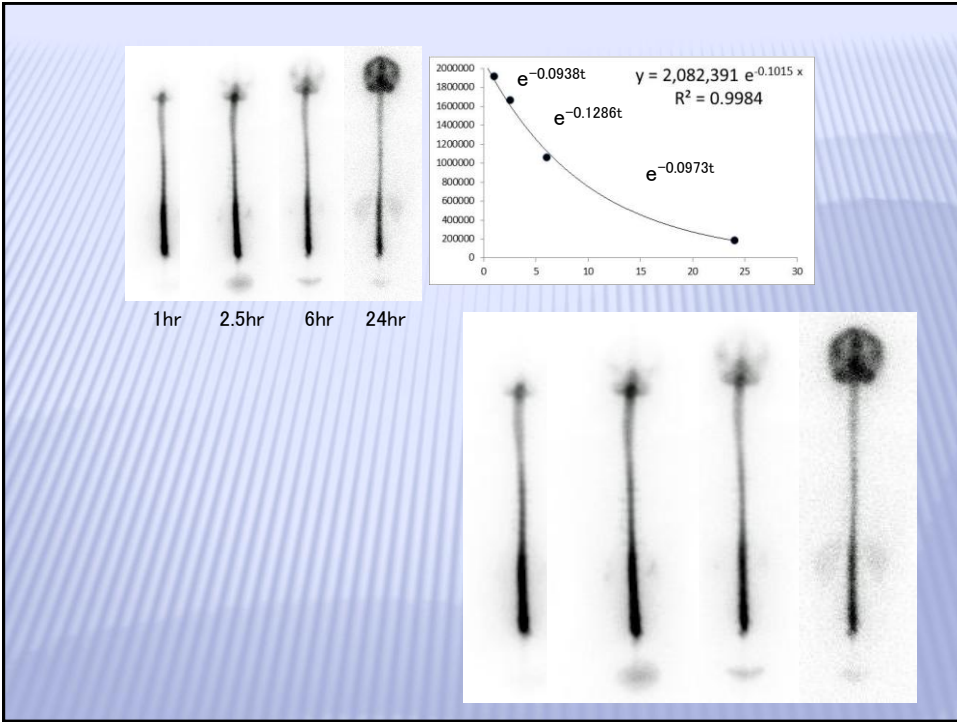 y = 2,082,391 e^-0.1015 x
R² = 0.9984
e^−0.0938t
e^−0.1286t
e^−0.0973t
2000000
1800000
1600000
1400000
1200000
1000000
800000
600000
400000
200000
0
0 5 10 15 20 25 30
1hr 2.5hr 6hr 24hr